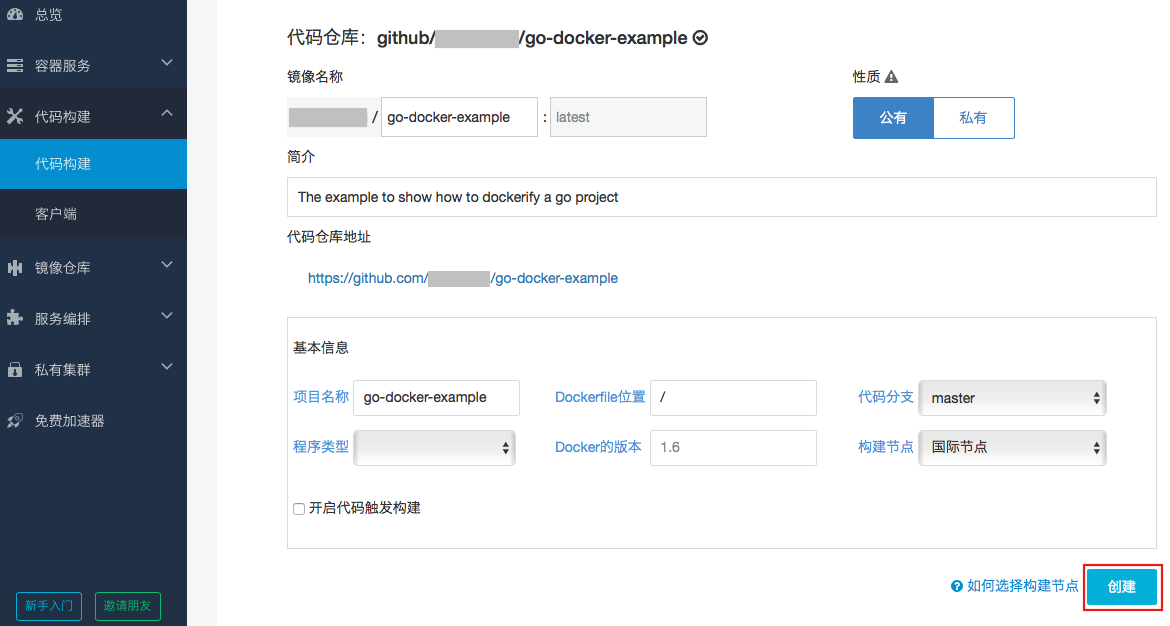 总览
容器服务
代码构建
代码构建
客户端
镜像仓库
服务编排
私有集群
免费加速器
新手入门 邀请朋友
代码仓库：github/ /go-docker-example
镜像名称 性质
/ go-docker-example : latest 公有 私有
简介
The example to show how to dockerify a go project
代码仓库地址
https://github.com/ /go-docker-example
基本信息
项目名称 go-docker-example Dockerfile位置 / 代码分支 master
程序类型 Docker的版本 1.6 构建节点 国际节点
开启代码触发构建
如何选择构建节点 创建